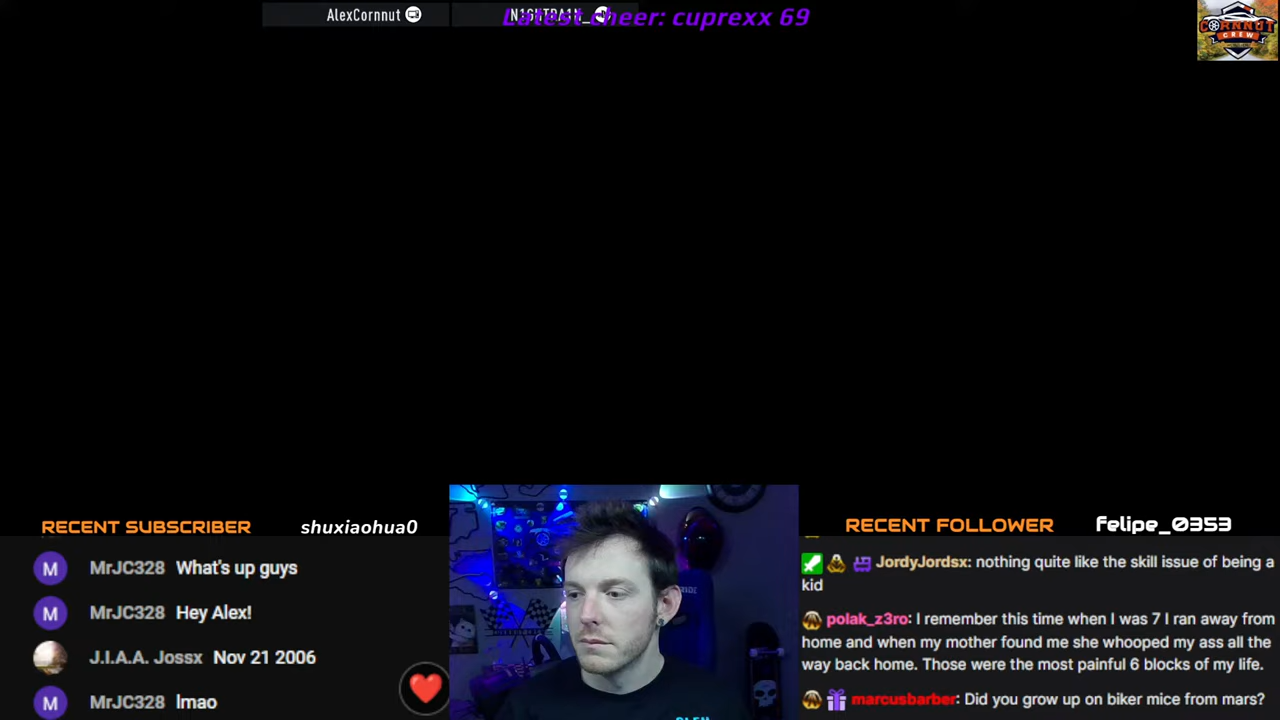 AlexCornnut
Latest cheer: cuprexx 69
CORNNUT
CREW
RECENT SUBSCRIBER shuxiaohua0
M MrJC328 What's up guys
M MrJC328 Hey Alex!
J.I.A.A. Jossx Nov 21 2006
M MrJC328 lmao
RECENT FOLLOWER felipe_0353
JordyJordsx: nothing quite like the skill issue of being a
kid
polak_z3ro: I remember this time when I was 7 I ran away from
home and when my mother found me she whooped my ass all the
way back home. Those were the most painful 6 blocks of my life.
marcusbarber: Did you grow up on biker mice from mars?